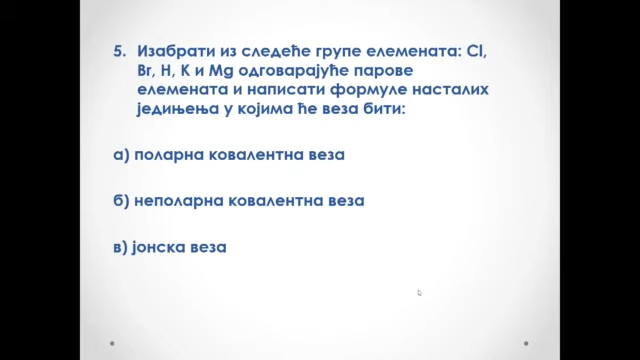 5. Изабрати из следеће групе елемената: Cl,
Br, H, K и Mg одговарајуће парове
елемената и написати формуле насталих
једињења у којима ће веза бити:
а) поларна ковалентна веза
б) неполарна ковалентна веза
в) јонска веза